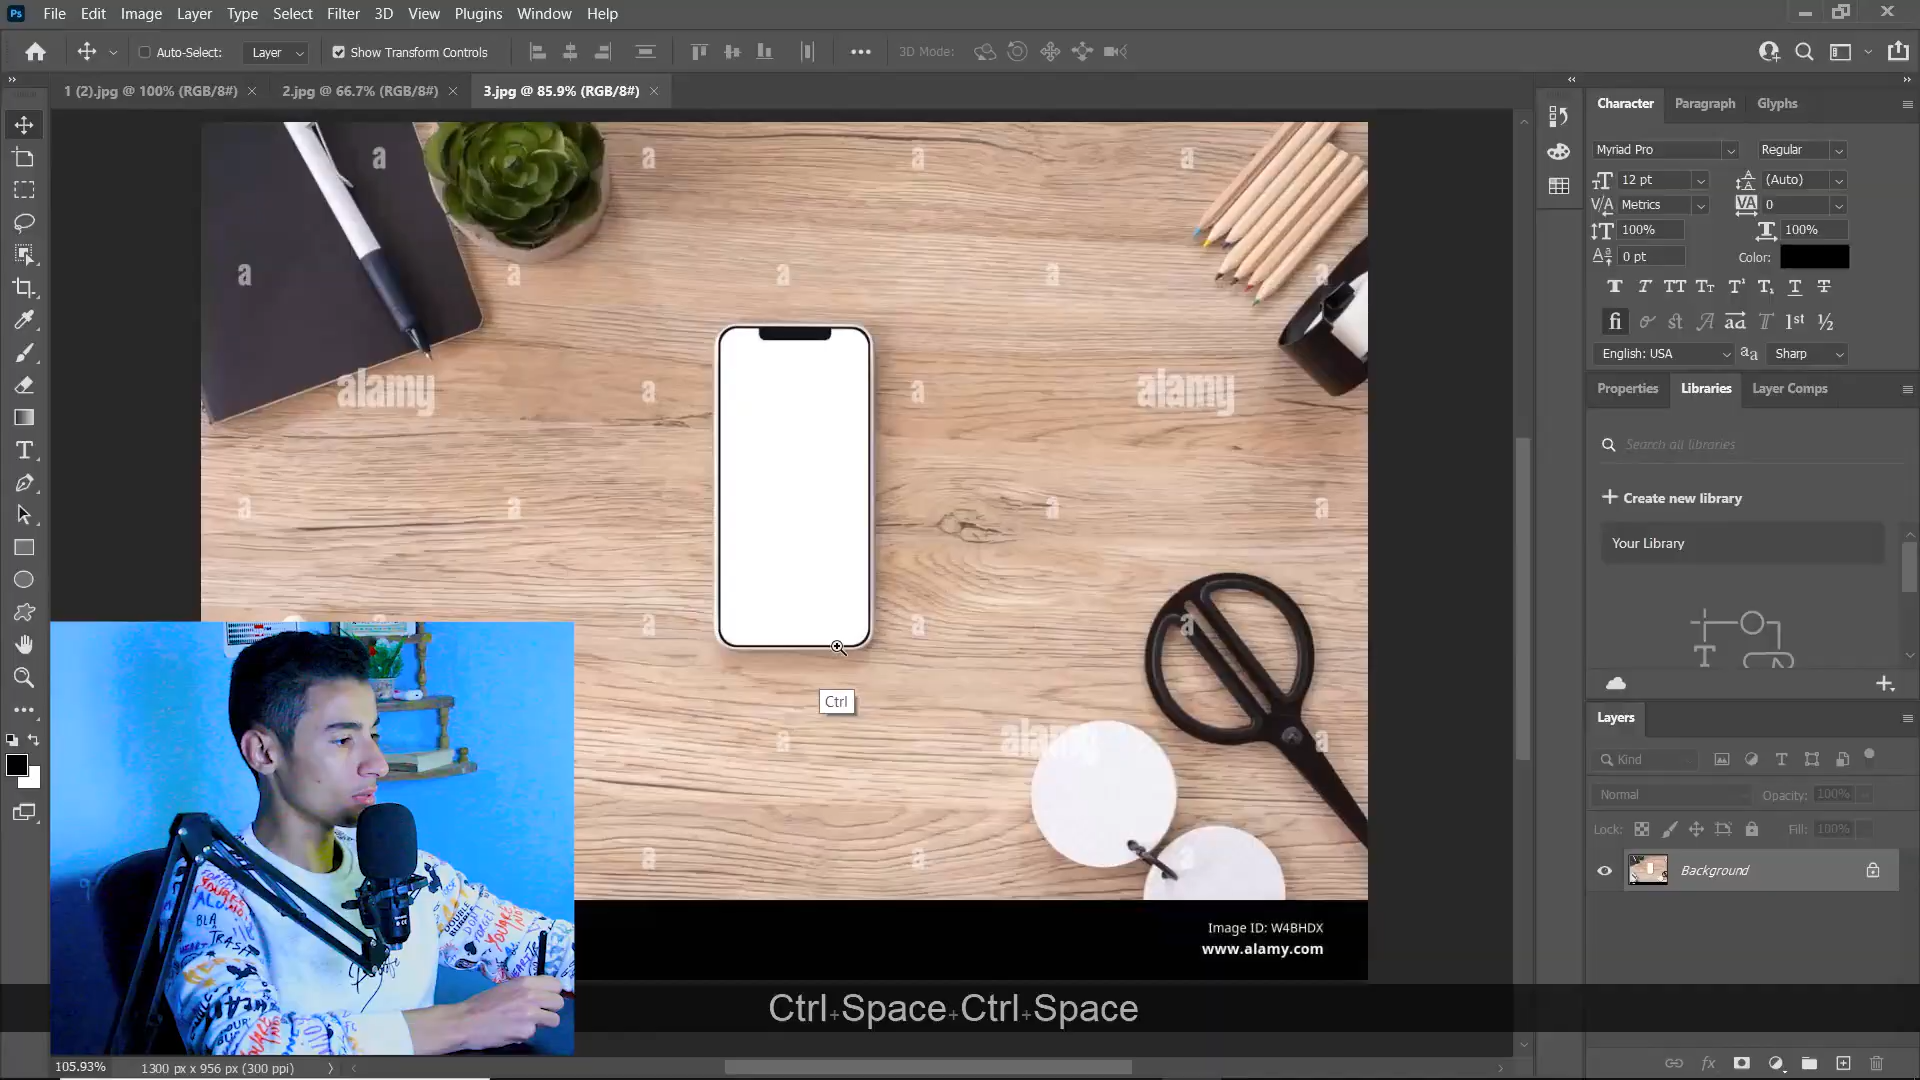 Ps File Edit Image Layer Type Select Filter 3D View Plugins Window Help
Auto-Select: Layer Show Transform Controls 3D Mode:
1 (2).jpg @ 100% (RGB/8#) 2.jpg @ 66.7% (RGB/8#) 3.jpg @ 85.9% (RGB/8#)
Character Paragraph Glyphs
Myriad Pro Regular
12 pt (Auto)
Metrics 0
100% 100%
0 pt Color:
English: USA Sharp
Properties Libraries Layer Comps
Search all libraries
+ Create new library
Your Library
Layers
Kind
Normal Opacity: 100%
Lock: Fill: 100%
Background
a a a a
a a a a a
alamy a a alamy
a a a a
a a a
a alamy a
a a a
Ctrl
Image ID: W4BHDX
www.alamy.com
Ctrl+Space+Ctrl+Space
105.93% 1300 px x 956 px (300 ppi)